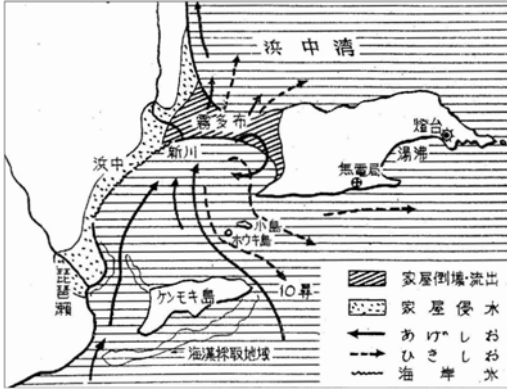 浜中湾
霧多布
燈台
湯沸
無電局
新川
浜中
小島
ホウキ島
琵琶瀬
ケンモキ島
10昇
海藻採取地域
家屋倒壊・流出
家屋侵水
あげしお
ひきしお
海岸氷